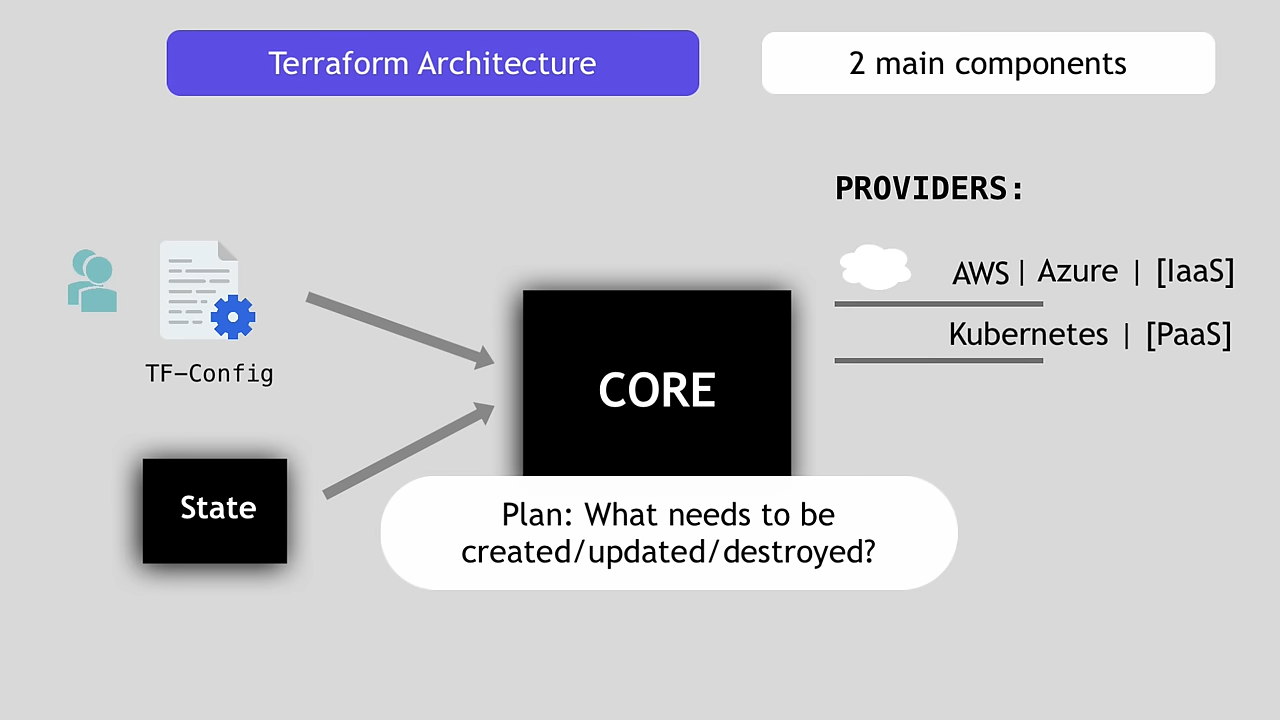 Terraform Architecture
2 main components
PROVIDERS:
AWS | Azure | [IaaS]
Kubernetes | [PaaS]
TF-Config
CORE
State
Plan: What needs to be
created/updated/destroyed?